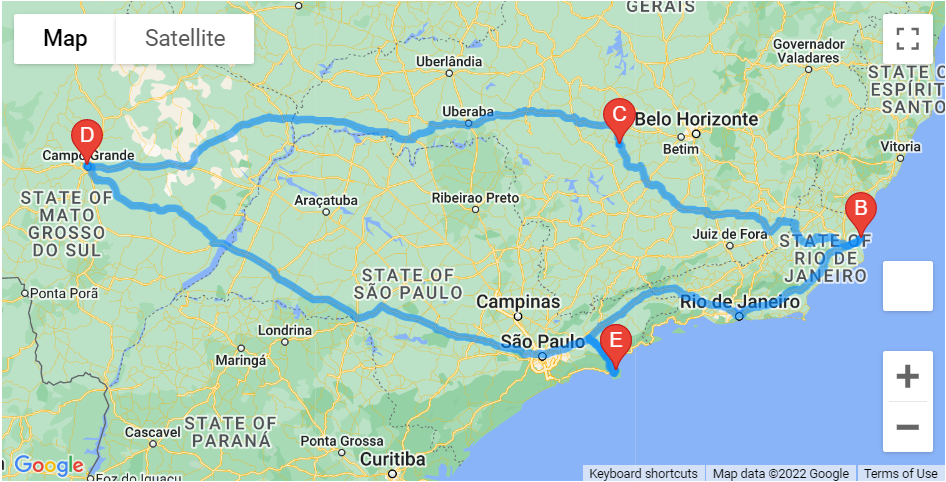 GERAIS
Map
Satellite
Governador
Valadares
Uberlândia
STATE O
ESPÍRIT
SANTO
Uberaba
C
Belo Horizonte
Betim
D
Campo Grande
Vitoria
STATE OF
MATO
GROSSO
DO SUL
Araçatuba
Ribeirao Preto
B
Juiz de Fora
STATE OF
RIO DE
JANEIRO
STATE OF
SÃO PAULO
Ponta Porã
Campinas
Rio de Janeiro
Londrina
São Paulo
E
Maringá
STATE OF
PARANÁ
Cascavel
Ponta Grossa
Curitiba
Google
Foz do Iguaçu
Keyboard shortcuts
Map data ©2022 Google
Terms of Use